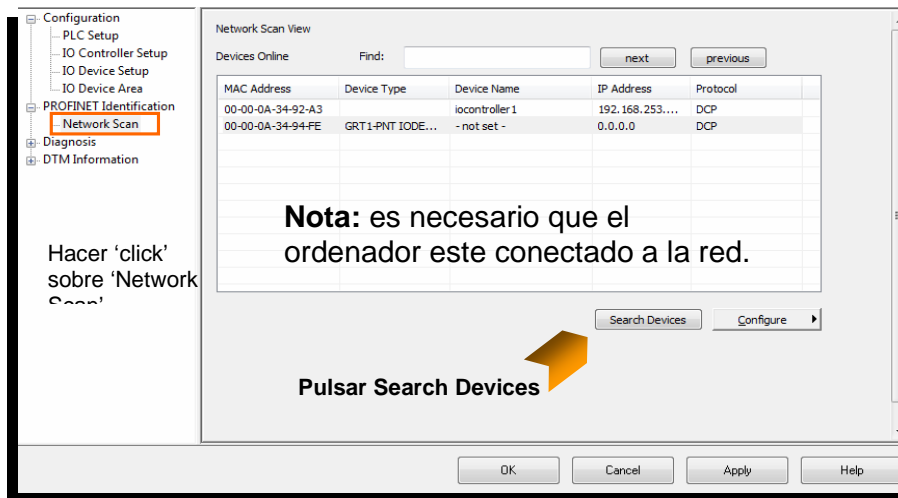 Configuration
PLC Setup
IO Controller Setup
IO Device Setup
IO Device Area
PROFINET Identification
Network Scan
Diagnosis
DTM Information
Hacer ‘click’
sobre ‘Network
Scan’
Network Scan View
Devices Online Find: next previous
MAC Address Device Type Device Name IP Address Protocol
00-00-0A-34-92-A3 iocontroller1 192.168.253.... DCP
00-00-0A-34-94-FE GRT1-PNT IODE... - not set - 0.0.0.0 DCP
Nota: es necesario que el
ordenador este conectado a la red.
Search Devices Configure
Pulsar Search Devices
OK Cancel Apply Help